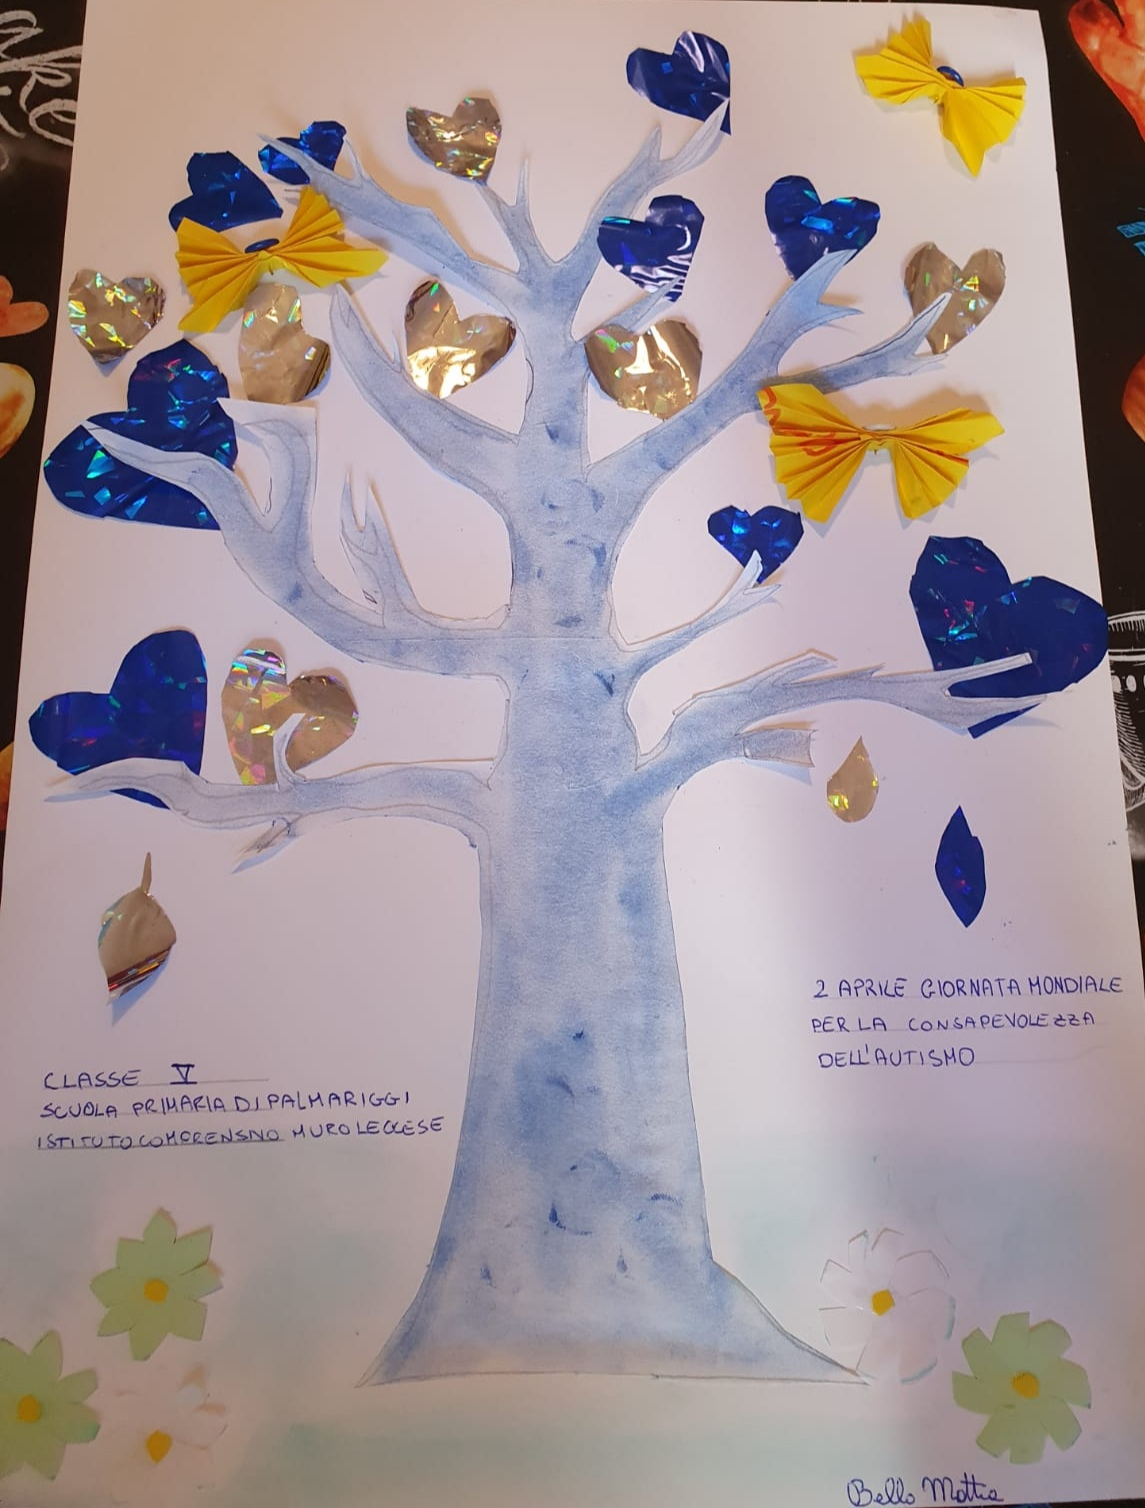 CLASSE V
SCUOLA PRIMARIA DI PALMARIGGI
ISTITUTO COMPRENSIVO MURO LECCESE
2 APRILE GIORNATA MONDIALE
PER LA CONSAPEVOLEZZA
DELL'AUTISMO
Bello Mattia